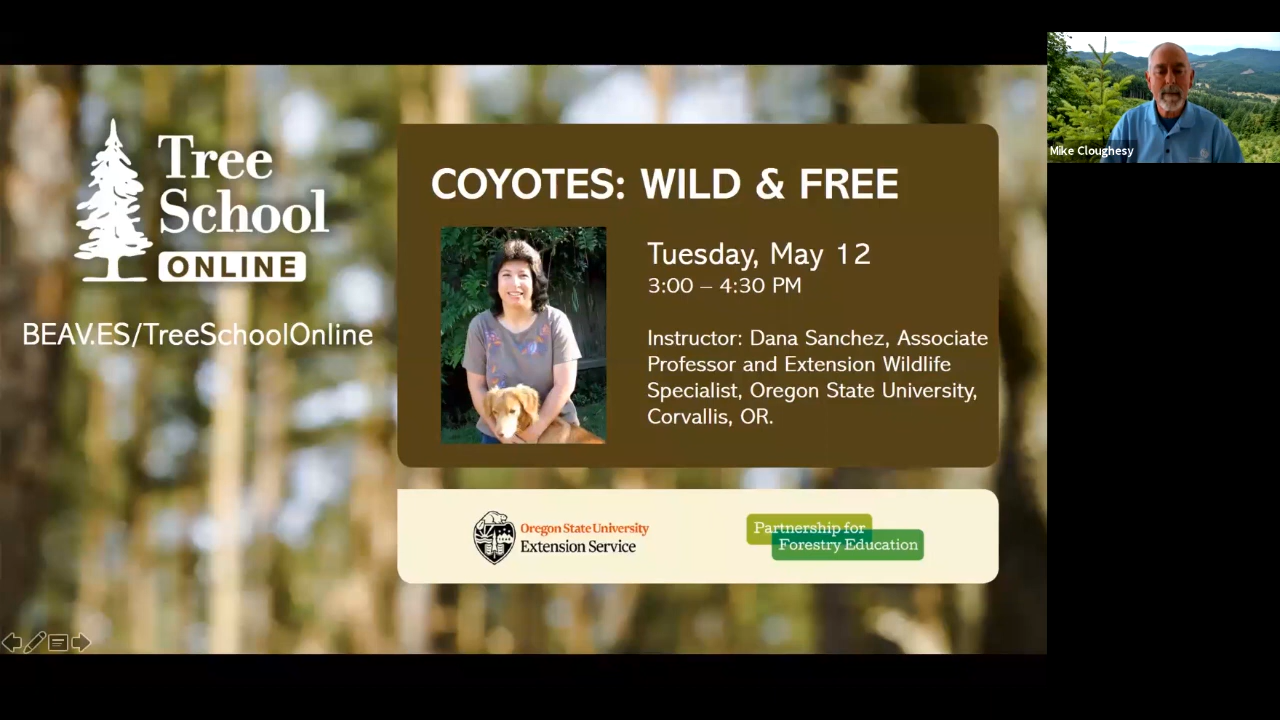 Tree
School
ONLINE
BEAV.ES/TreeSchoolOnline
COYOTES: WILD & FREE
Tuesday, May 12
3:00 – 4:30 PM
Instructor: Dana Sanchez, Associate
Professor and Extension Wildlife
Specialist, Oregon State University,
Corvallis, OR.
Oregon State University
Extension Service
Partnership for
Forestry Education
Mike Cloughesy